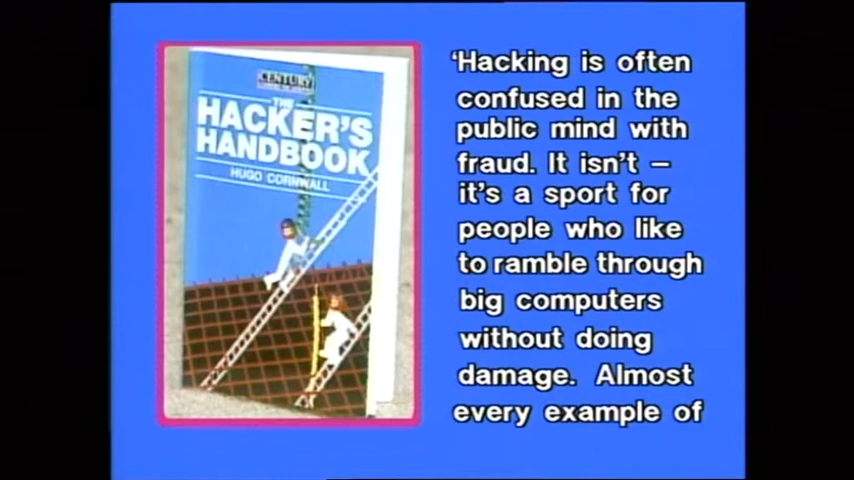 CENTURY
THE
HACKER'S
HANDBOOK
HUGO CORNWALL
‘Hacking is often
confused in the
public mind with
fraud. It isn't –
it's a sport for
people who like
to ramble through
big computers
without doing
damage. Almost
every example of